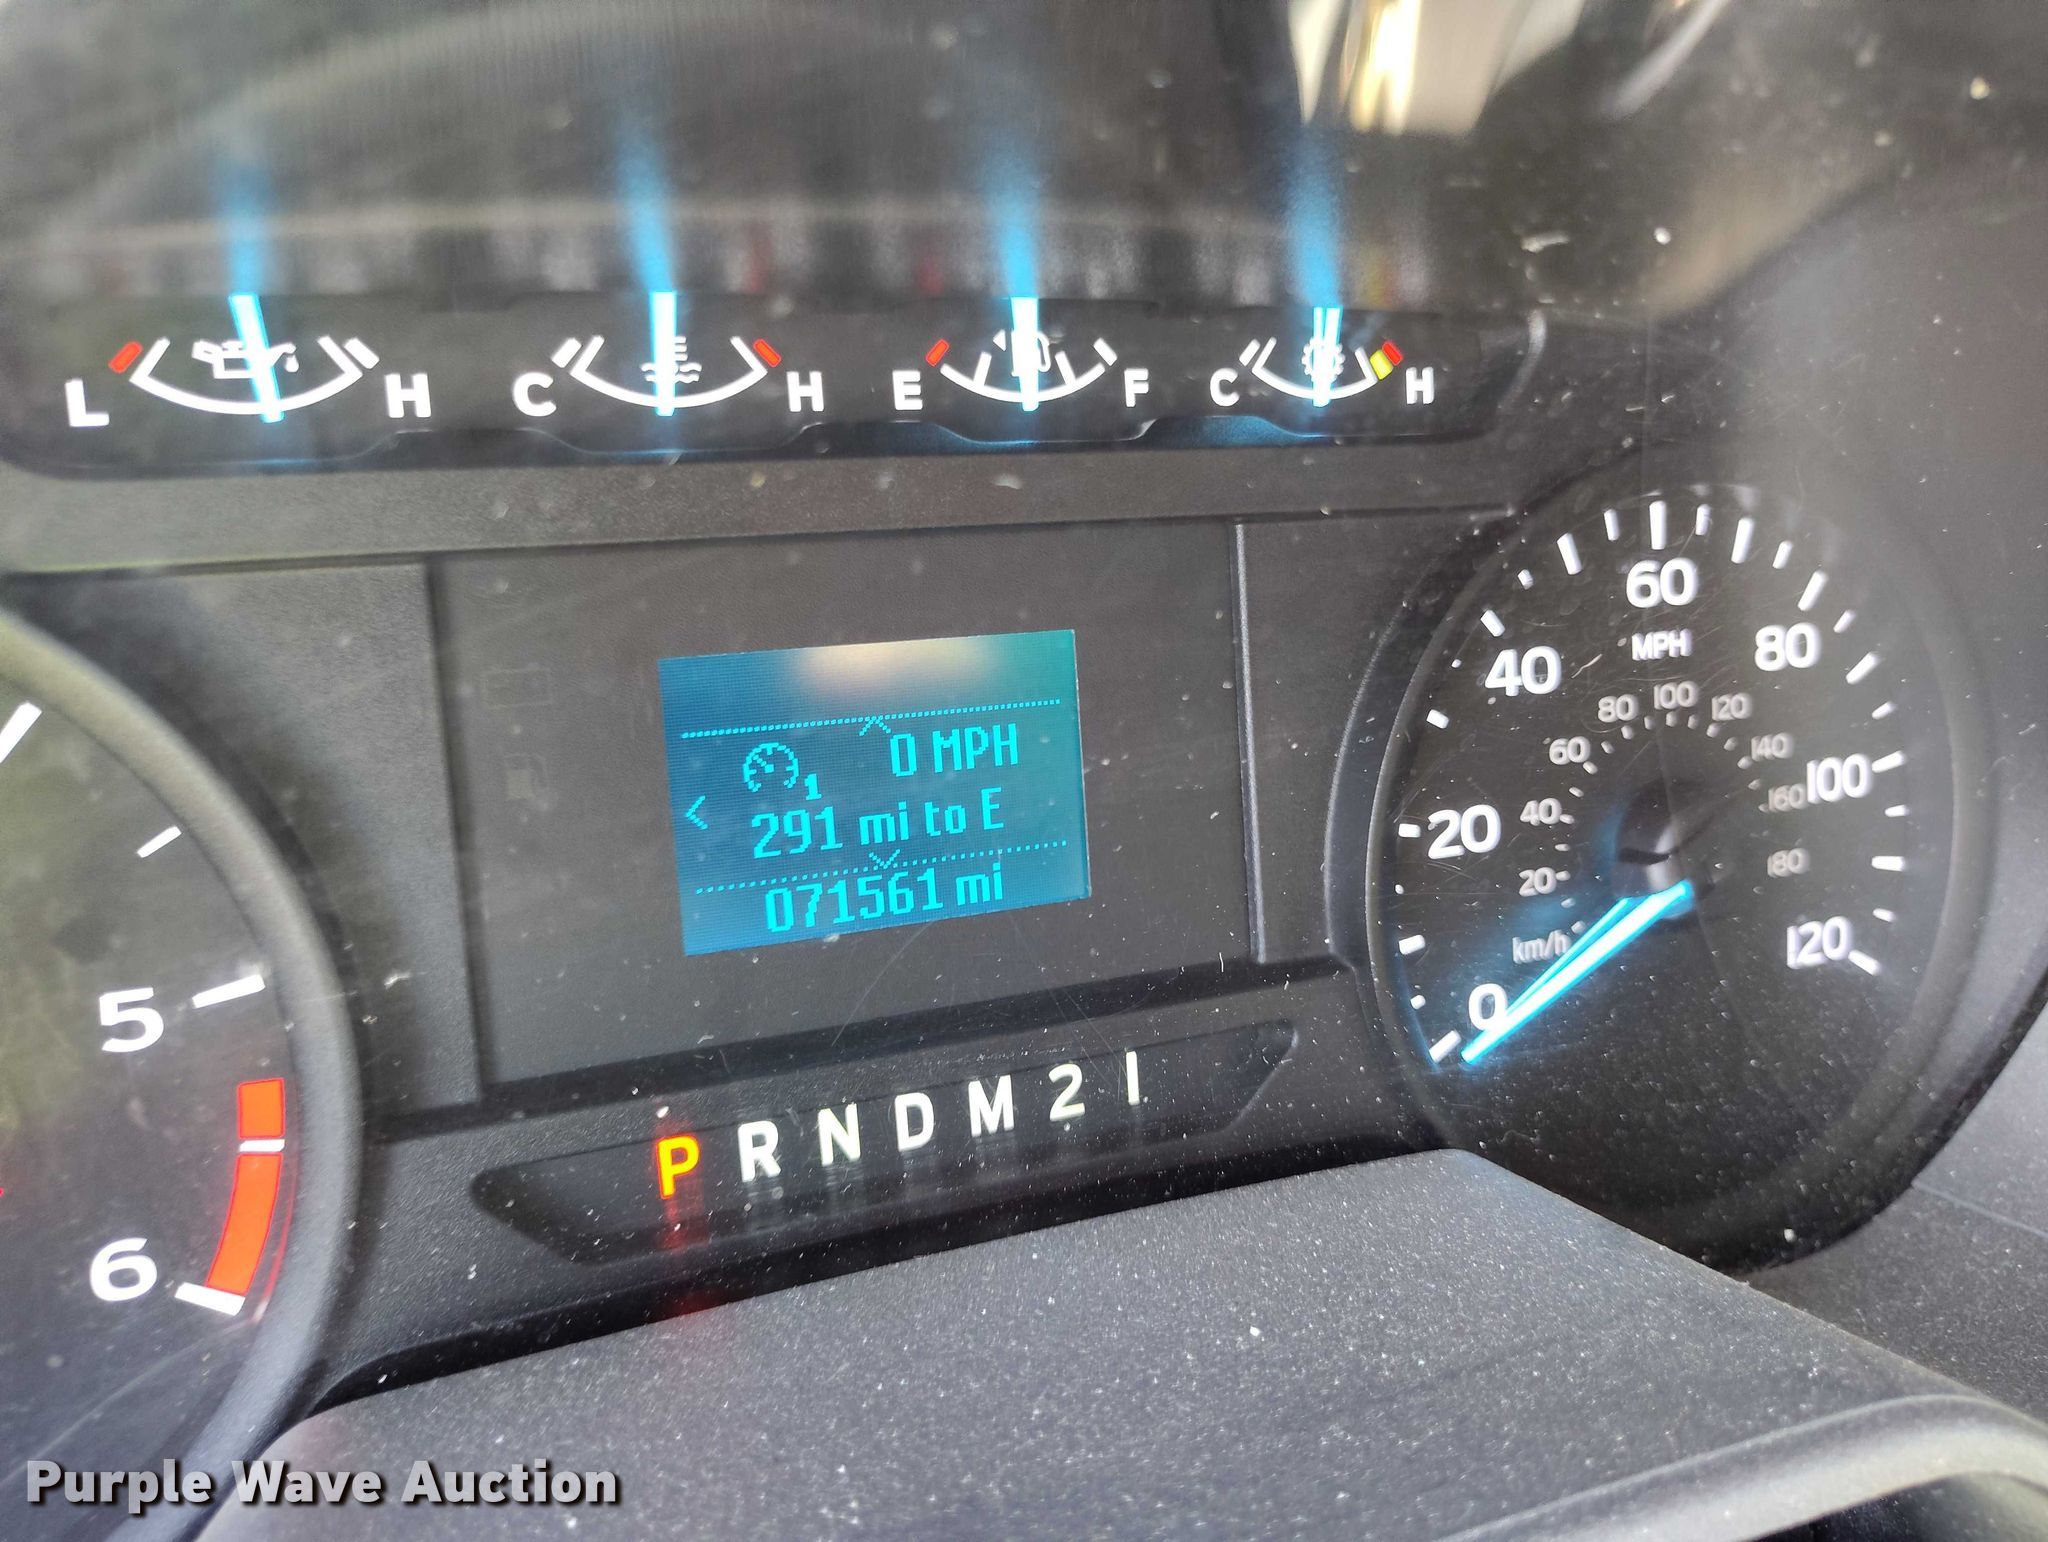 L H C H E F C H
0 MPH
1
291 mi to E
071561 mi
5
6
P R N D M 2 1
0 20 40 60 80 100 120
MPH
20 40 60 80 100 120 140 160 180
km/h
Purple Wave Auction